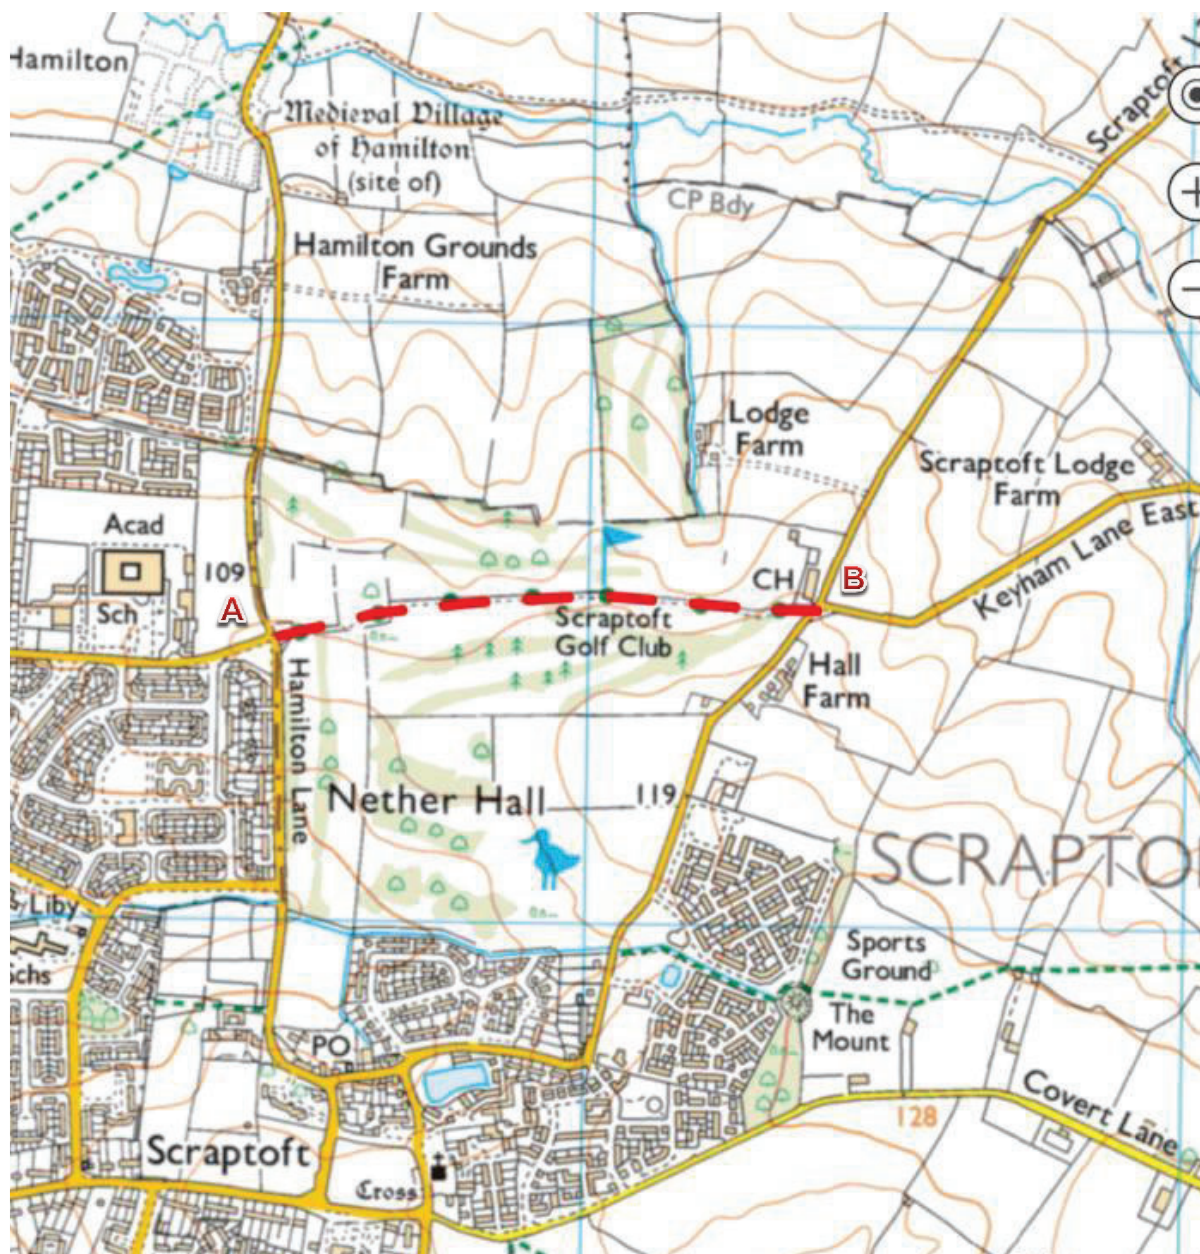 Hamilton
Medieval Village
of Hamilton
(site of)
Scraptoft
CP Bdy
Hamilton Grounds
Farm
Lodge
Farm
Scraptoft Lodge
Farm
Keyham Lane East
Acad
Sch
109
A
CH
B
Scraptoft
Golf Club
Hall
Farm
Hamilton Lane
Nether Hall
119
SCRAPTO
Liby
chs
Sports
Ground
The
Mount
PO
Covert Lane
128
Scraptoft
Cross